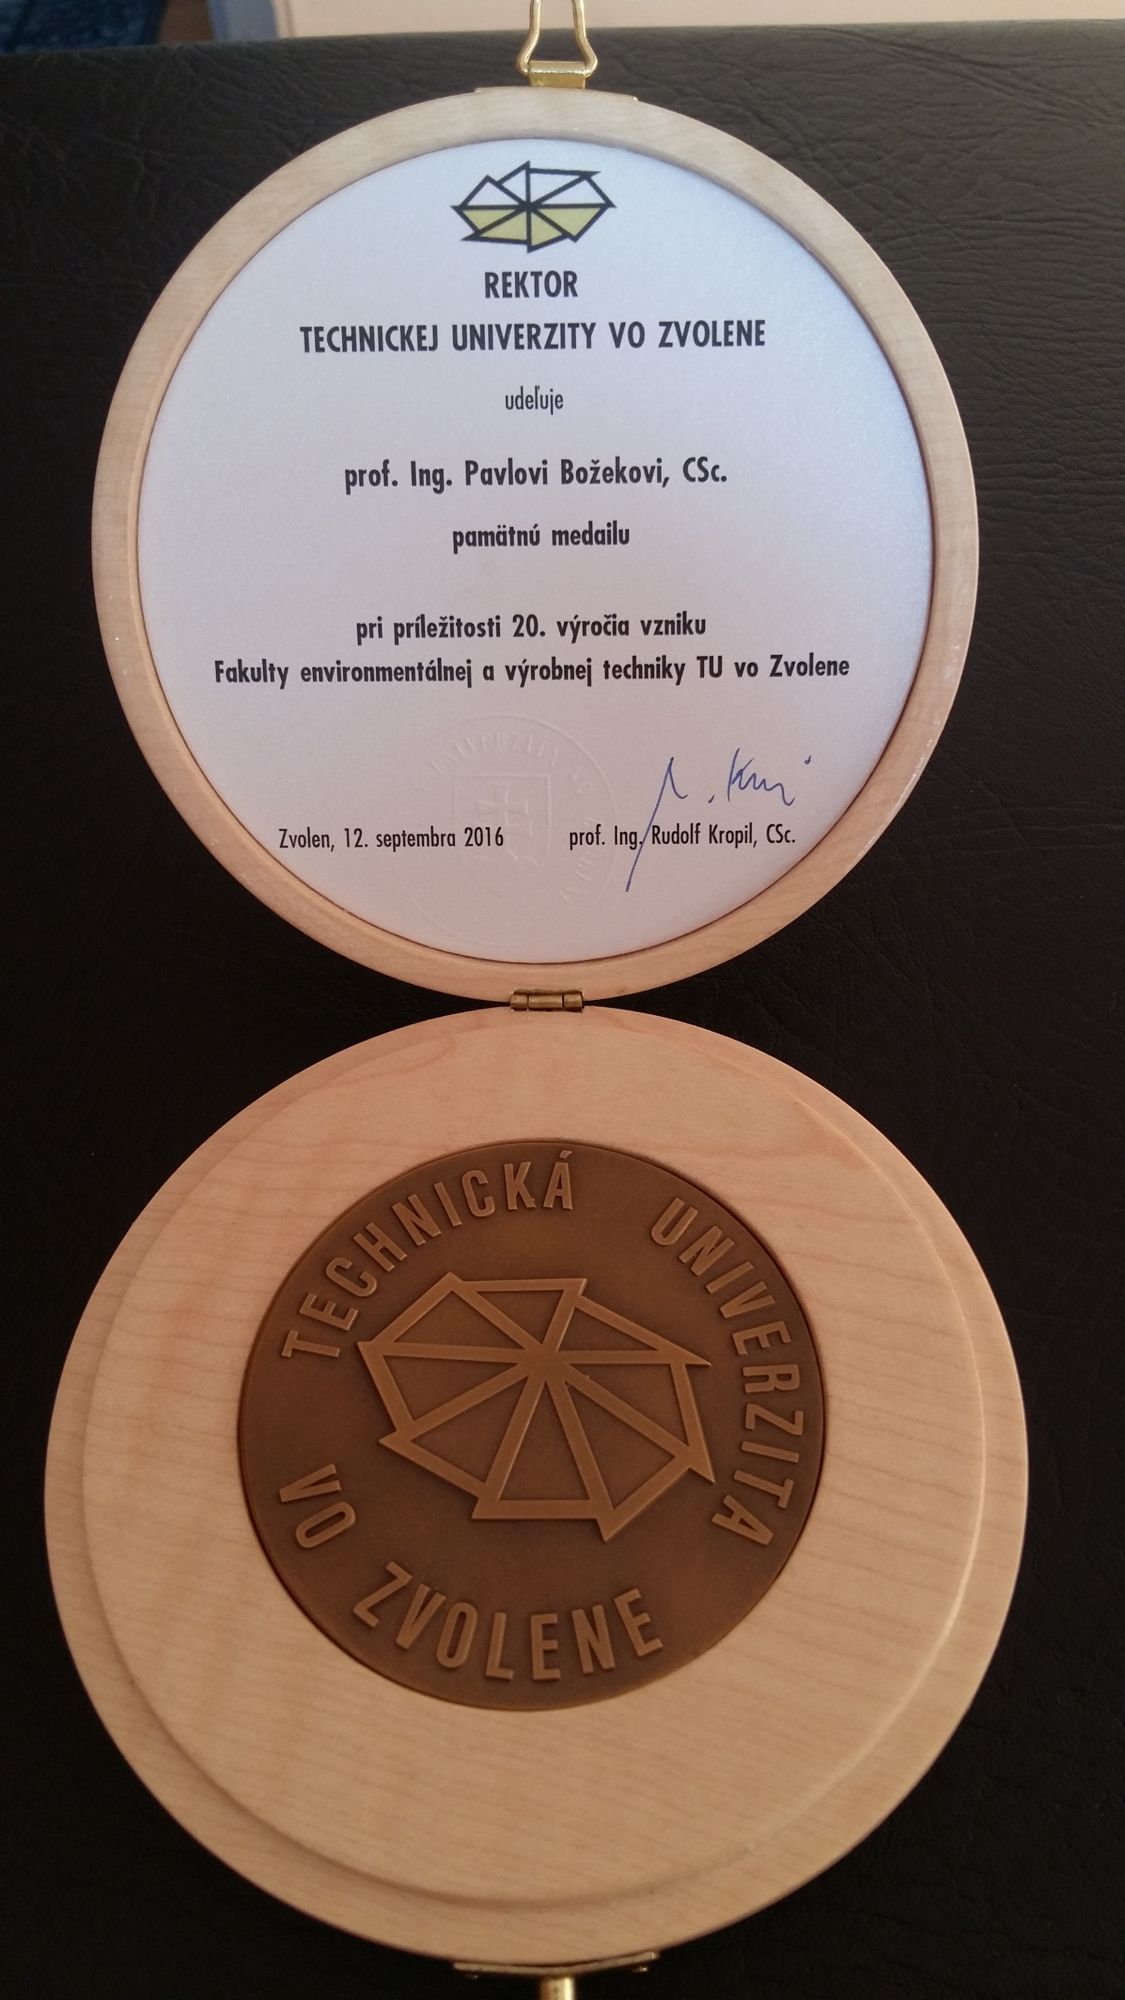 REKTOR
TECHNICKEJ UNIVERZITY VO ZVOLENE
udeľuje
prof. Ing. Pavlovi Božekovi, CSc.
pamätnú medailu
pri príležitosti 20. výročia vzniku
Fakulty environmentálnej a výrobnej techniky TU vo Zvolene
Zvolen, 12. septembra 2016 prof. Ing. Rudolf Kropil, CSc.
TECHNICKÁ UNIVERZITA
VO ZVOLENE